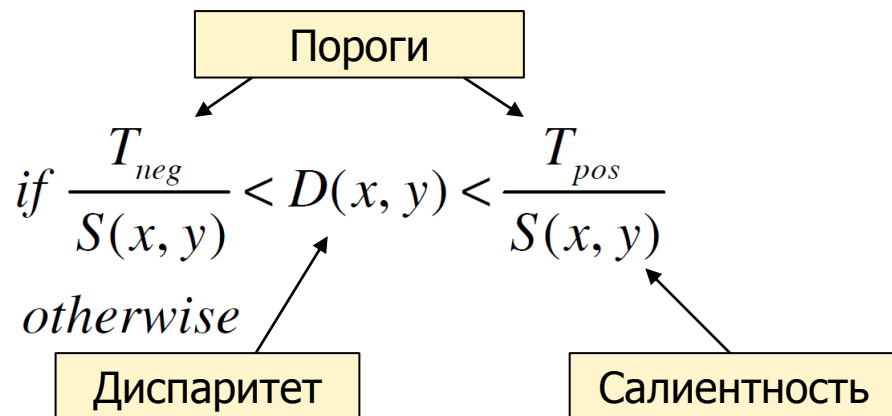 Пороги
if T_neg / S(x, y) < D(x, y) < T_pos / S(x, y)
otherwise
Диспаритет
Салиентность